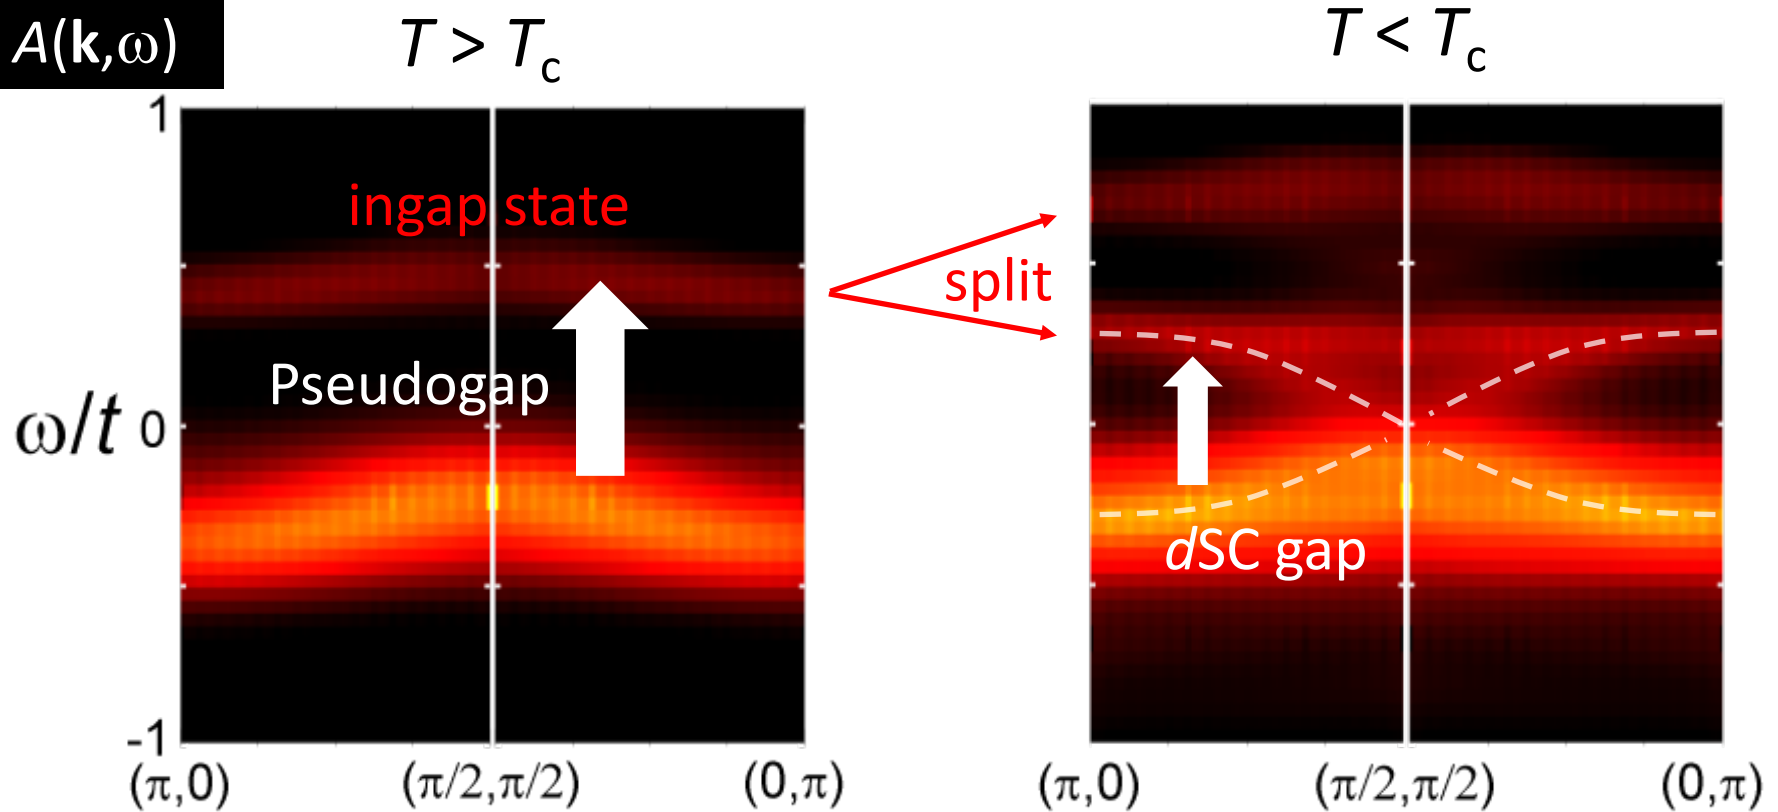 A(k,ω)
T > Tc
T < Tc
1
ingap state
split
Pseudogap
ω/t
0
dSC gap
-1
(π,0)
(π/2,π/2)
(0,π)
(π,0)
(π/2,π/2)
(0,π)